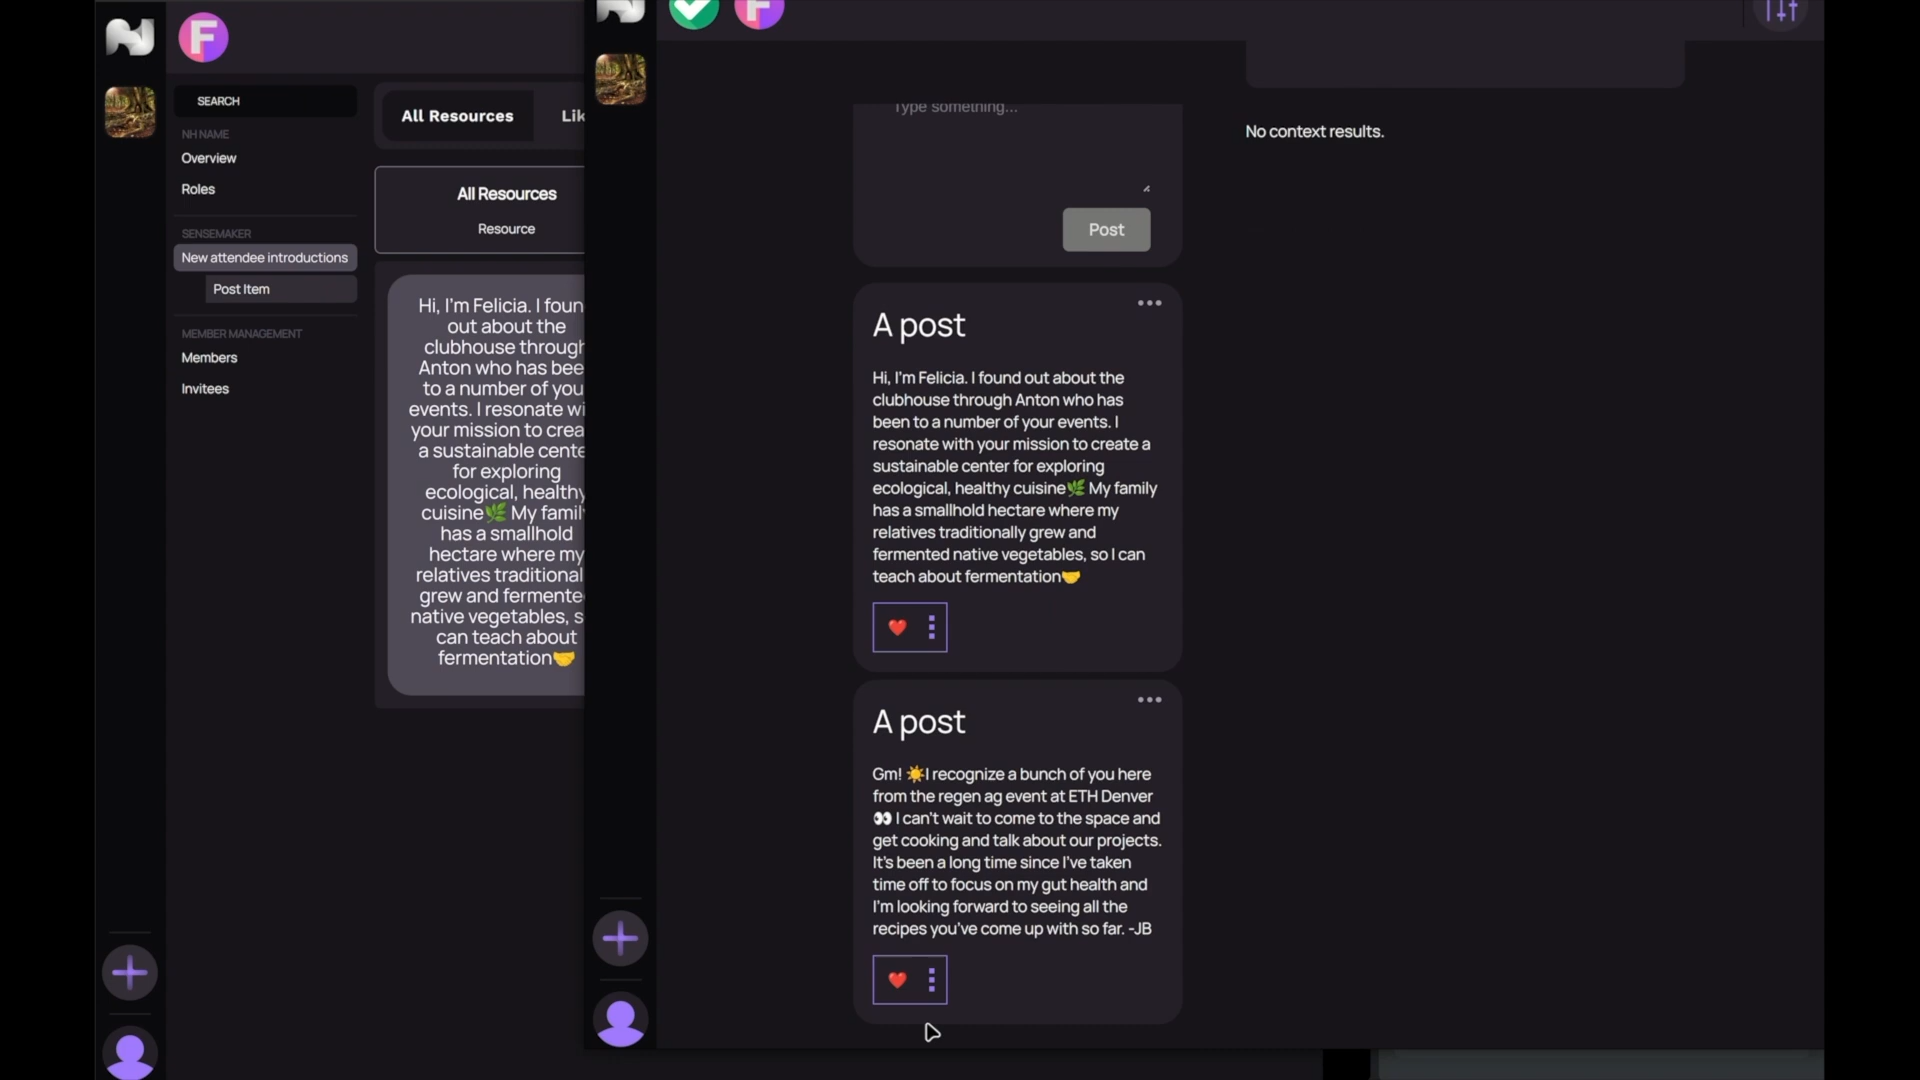 F
SEARCH
NH NAME
Overview
Roles
SENSEMAKER
New attendee introductions
Post Item
MEMBER MANAGEMENT
Members
Invitees
All Resources
Lik
All Resources
Resource
Hi, I'm Felicia. I foun
out about the
clubhouse through
Anton who has bee
to a number of you
events. I resonate wi
your mission to crea
a sustainable cente
for exploring
ecological, healthy
cuisine🌿 My famil
has a smallhold
hectare where my
relatives traditional
grew and fermente
native vegetables, s
can teach about
fermentation🤝
F
Type something...
Post
A post
Hi, I'm Felicia. I found out about the
clubhouse through Anton who has
been to a number of your events. I
resonate with your mission to create a
sustainable center for exploring
ecological, healthy cuisine🌿 My family
has a smallhold hectare where my
relatives traditionally grew and
fermented native vegetables, so I can
teach about fermentation🤝
A post
Gm! ☀️I recognize a bunch of you here
from the regen ag event at ETH Denver
👀 I can't wait to come to the space and
get cooking and talk about our projects.
It's been a long time since I've taken
time off to focus on my gut health and
I'm looking forward to seeing all the
recipes you've come up with so far. -JB
No context results.